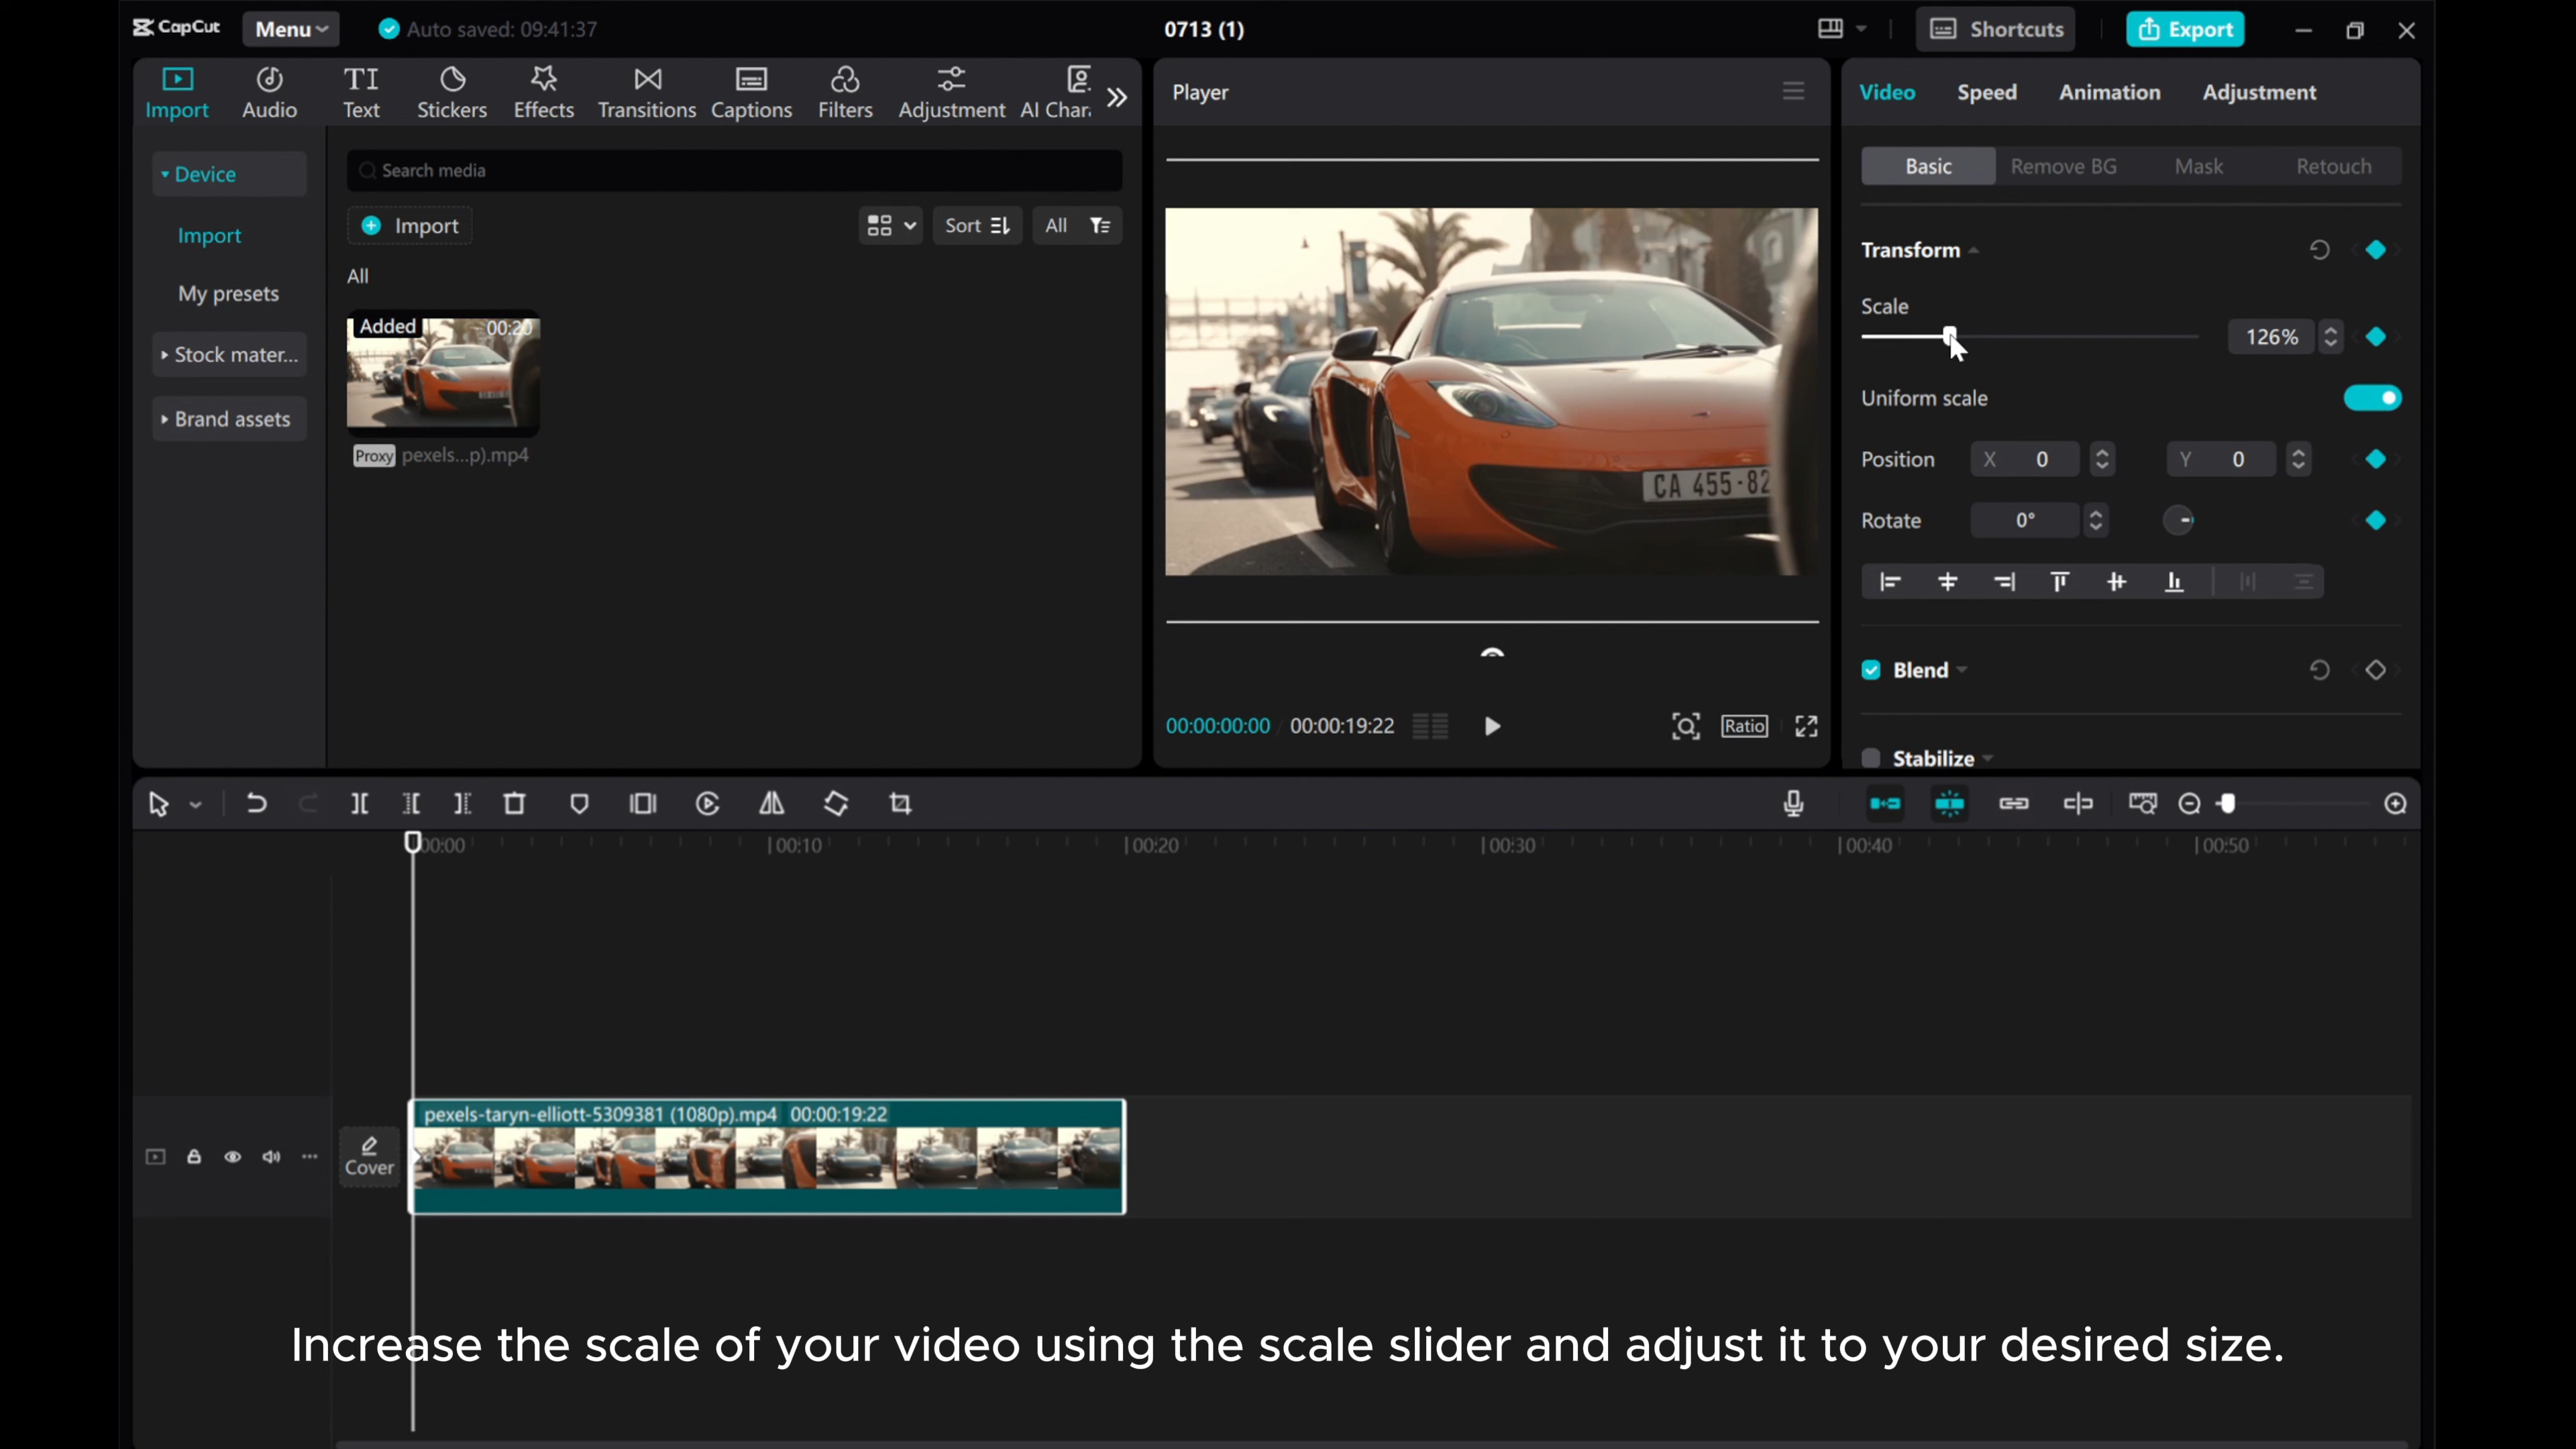 CapCut Menu Auto saved: 09:41:37 0713 (1) Shortcuts Export
Import Audio TI Text Stickers Effects Transitions Captions Filters Adjustment AI Char
Device
Import
My presets
Stock mater...
Brand assets
Search media
Import Sort All
All
Added 00:20
Proxy pexels...p).mp4
Player
CA 455-82
00:00:00:00 / 00:00:19:22 Ratio
Video Speed Animation Adjustment
Basic Remove BG Mask Retouch
Transform
Scale
126%
Uniform scale
Position X 0 Y 0
Rotate 0°
Blend
Stabilize
00:00 00:10 00:20 00:30 00:40 00:50
Cover
pexels-taryn-elliott-5309381 (1080p).mp4 00:00:19:22
Increase the scale of your video using the scale slider and adjust it to your desired size.